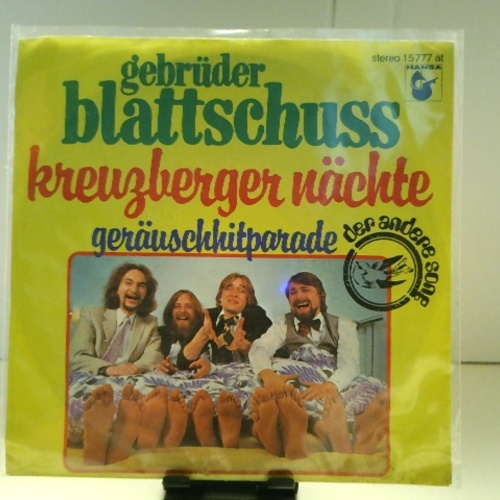 stereo 15777 at
HANSA
gebrüder
blattschuss
kreuzberger nächte
geräuschhitparade
der andere song